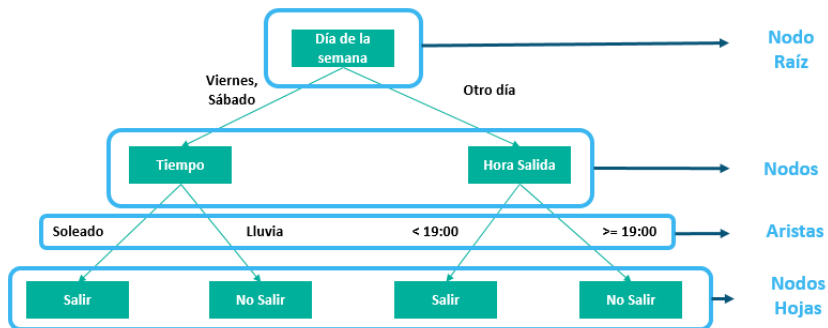 Día de la
semana
Nodo
Raíz
Viernes,
Sábado
Otro día
Tiempo
Hora Salida
Nodos
Soleado
Lluvia
< 19:00
>= 19:00
Aristas
Salir
No Salir
Salir
No Salir
Nodos
Hojas